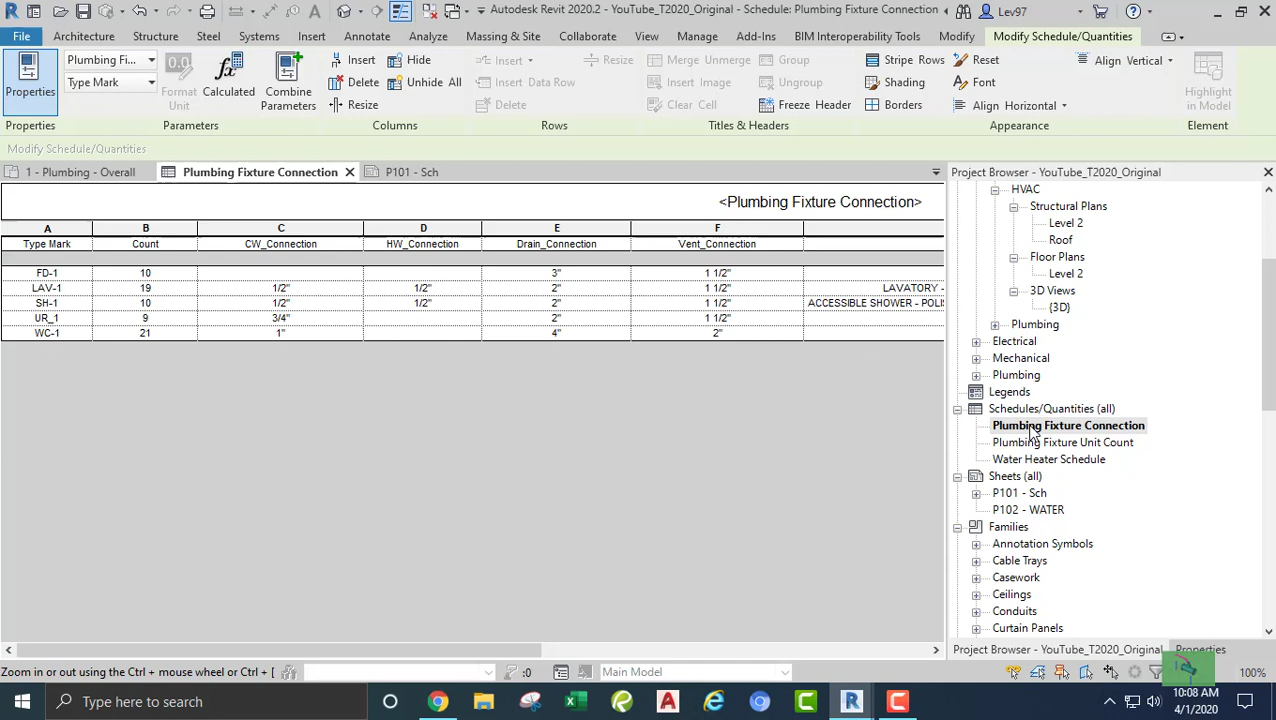 Autodesk Revit 2020.2 - YouTube_T2020_Original - Schedule: Plumbing Fixture Connection
Lev97
File Architecture Structure Steel Systems Insert Annotate Analyze Massing & Site Collaborate View Manage Add-Ins BIM Interoperability Tools Modify Modify Schedule/Quantities
Properties
Plumbing Fi...
Type Mark
Format
Unit
Calculated
Combine
Parameters
Insert
Delete
Resize
Hide
Unhide All
Insert
Insert Data Row
Delete
Resize
Merge Unmerge
Insert Image
Clear Cell
Group
Ungroup
Freeze Header
Stripe Rows
Shading
Borders
Reset
Font
Align Horizontal
Align Vertical
Highlight
in Model
Properties Parameters Columns Rows Titles & Headers Appearance Element
Modify Schedule/Quantities
1 - Plumbing - Overall Plumbing Fixture Connection P101 - Sch
<Plumbing Fixture Connection>
A B C D E F
Type Mark Count CW_Connection HW_Connection Drain_Connection Vent_Connection
FD-1 10 3" 1 1/2"
LAV-1 19 1/2" 1/2" 2" 1 1/2" LAVATORY -
SH-1 10 1/2" 1/2" 2" 1 1/2" ACCESSIBLE SHOWER - POLIS
UR_1 9 3/4" 2" 1 1/2"
WC-1 21 1" 4" 2"
Project Browser - YouTube_T2020_Original
HVAC
Structural Plans
Level 2
Roof
Floor Plans
Level 2
3D Views
{3D}
Plumbing
Electrical
Mechanical
Plumbing
Legends
Schedules/Quantities (all)
Plumbing Fixture Connection
Plumbing Fixture Unit Count
Water Heater Schedule
Sheets (all)
P101 - Sch
P102 - WATER
Families
Annotation Symbols
Cable Trays
Casework
Ceilings
Conduits
Curtain Panels
Project Browser - YouTube_T2020_Original Properties
Zoom in or out using the Ctrl + mouse wheel or Ctrl + [ :0 Main Model 100%
Type here to search
10:08 AM
4/1/2020